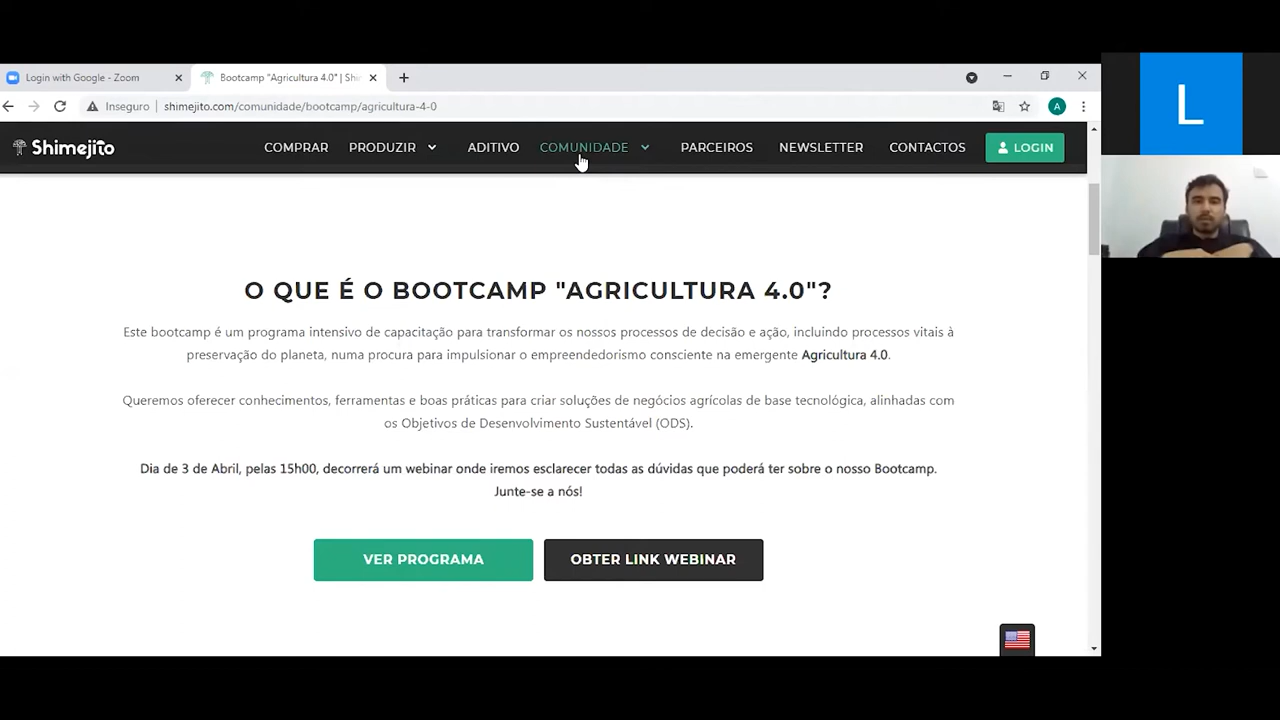 Login with Google - Zoom
Bootcamp "Agricultura 4.0" | Shi
Inseguro
shimejito.com/comunidade/bootcamp/agricultura-4-0
A
L
Shimejito
COMPRAR
PRODUZIR
ADITIVO
COMUNIDADE
PARCEIROS
NEWSLETTER
CONTACTOS
LOGIN
O QUE É O BOOTCAMP "AGRICULTURA 4.0"?
Este bootcamp é um programa intensivo de capacitação para transformar os nossos processos de decisão e ação, incluindo processos vitais à
preservação do planeta, numa procura para impulsionar o empreendedorismo consciente na emergente Agricultura 4.0.
Queremos oferecer conhecimentos, ferramentas e boas práticas para criar soluções de negócios agrícolas de base tecnológica, alinhadas com
os Objetivos de Desenvolvimento Sustentável (ODS).
Dia de 3 de Abril, pelas 15h00, decorrerá um webinar onde iremos esclarecer todas as dúvidas que poderá ter sobre o nosso Bootcamp.
Junte-se a nós!
VER PROGRAMA
OBTER LINK WEBINAR